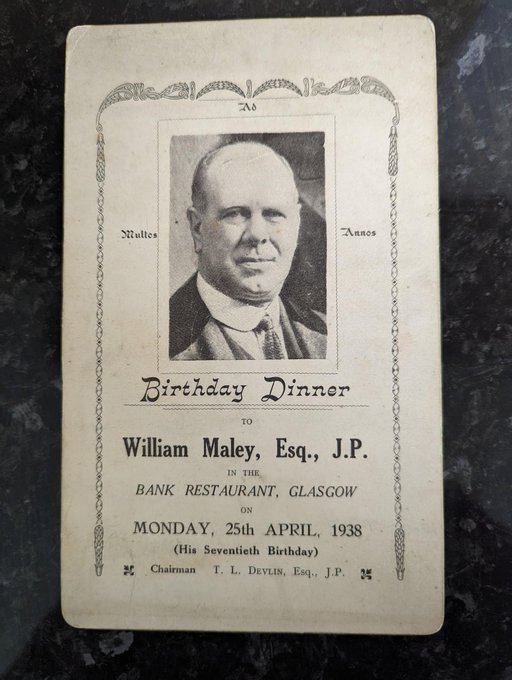 Ad
Multos Annos
Birthday Dinner
TO
William Maley, Esq., J.P.
IN THE
BANK RESTAURANT, GLASGOW
ON
MONDAY, 25th APRIL, 1938
(His Seventieth Birthday)
Chairman T. L. DEVLIN, Esq., J.P.